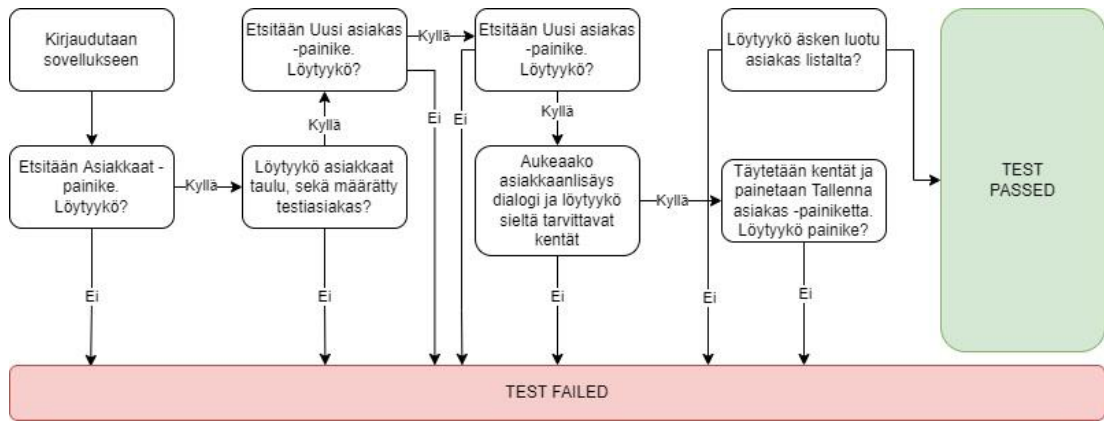 Kirjaudutaan
sovellukseen
Etsitään Asiakkaat -
painike.
Löytyykö?
Ei
Kyllä
Löytyykö asiakkaat
taulu, sekä määrätty
testiasiakas?
Ei
Kyllä
Etsitään Uusi asiakas
-painike.
Löytyykö?
Ei
Kyllä
Etsitään Uusi asiakas
-painike.
Löytyykö?
Ei
Kyllä
Aukeaako
asiakkaanlisäys
dialogi ja löytyykö
sieltä tarvittavat
kentät
Ei
Kyllä
Täytetään kentät ja
painetaan Tallenna
asiakas -painiketta.
Löytyykö painike?
Ei
Löytyykö äsken luotu
asiakas listalta?
Ei
TEST
PASSED
TEST FAILED